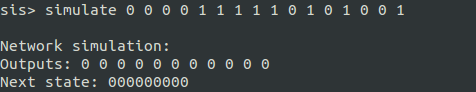 sis> simulate 0 0 0 0 1 1 1 1 1 0 1 0 1 0 0 1
Network simulation:
Outputs: 0 0 0 0 0 0 0 0 0 0 0
Next state: 000000000